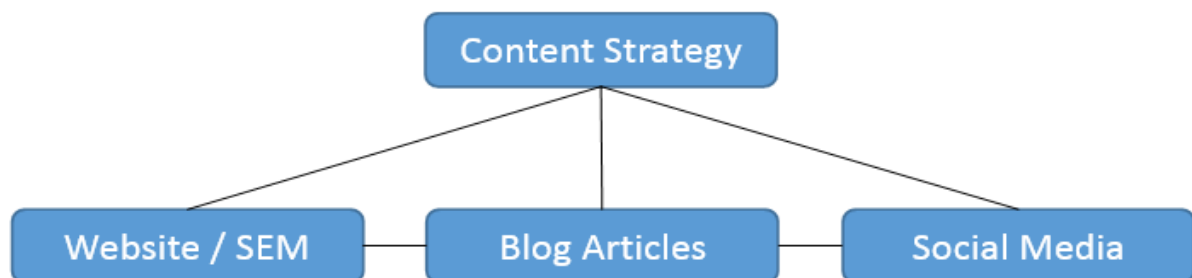 Content Strategy
Website / SEM
Blog Articles
Social Media